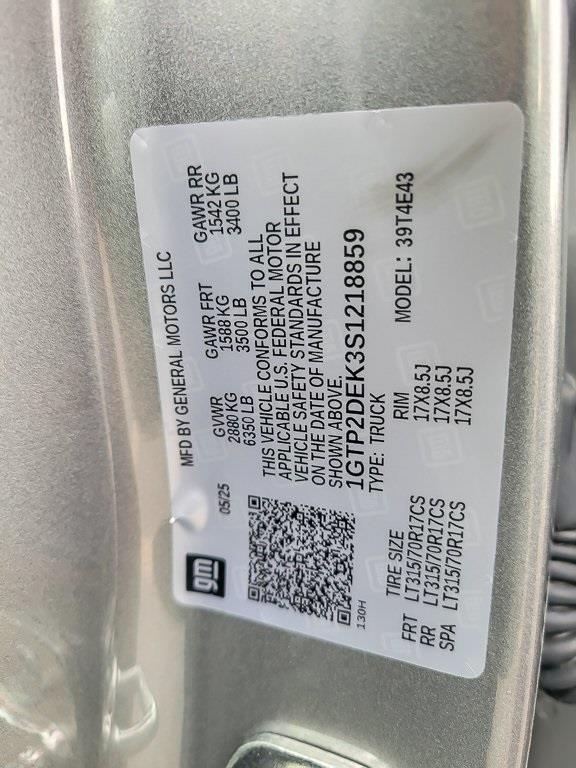 gm
MFD BY GENERAL MOTORS LLC
05/25
GVWR GAWR FRT GAWR RR
2880 KG 1588 KG 1542 KG
6350 LB 3500 LB 3400 LB
THIS VEHICLE CONFORMS TO ALL
APPLICABLE U.S. FEDERAL MOTOR
VEHICLE SAFETY STANDARDS IN EFFECT
ON THE DATE OF MANUFACTURE
SHOWN ABOVE.
1GTP2DEK3S1218859
130H
TYPE: TRUCK
MODEL: 39T4E43
TIRE SIZE RIM
FRT LT315/70R17CS 17X8.5J
RR LT315/70R17CS 17X8.5J
SPA LT315/70R17CS 17X8.5J